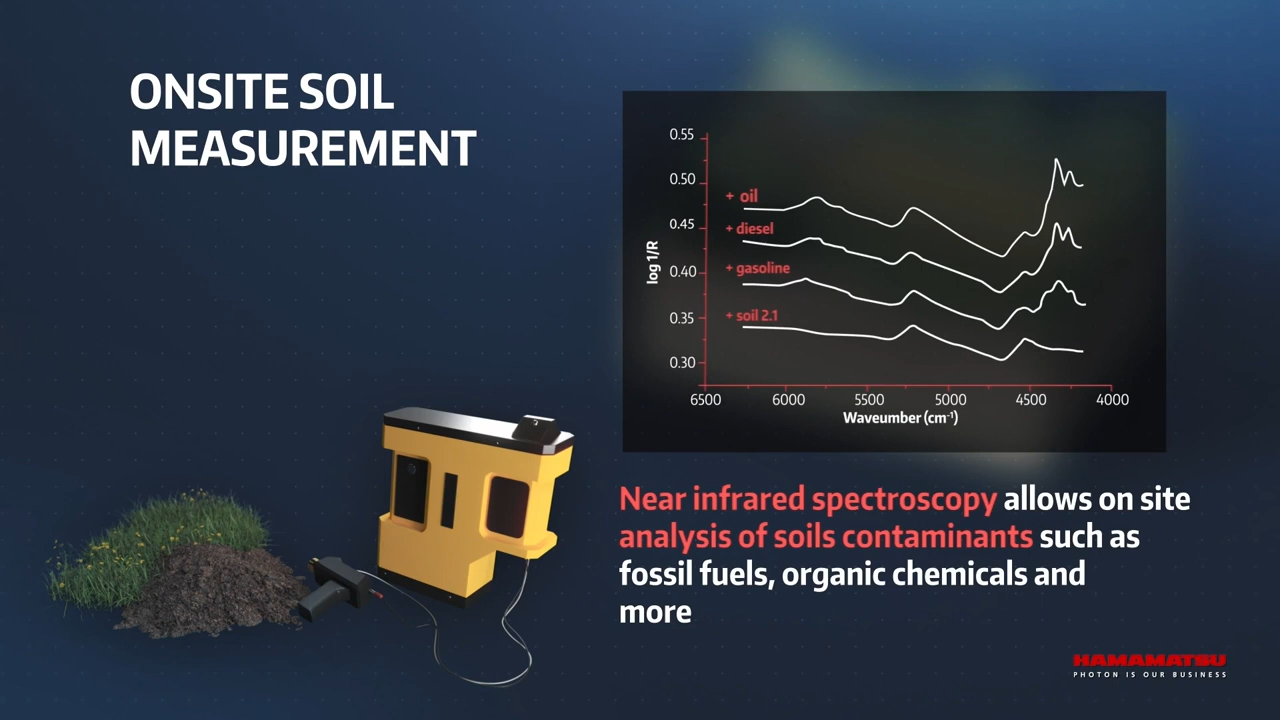 ONSITE SOIL
MEASUREMENT
0.55
0.50
0.45
0.40
0.35
0.30
log 1/R
+ oil
+ diesel
+ gasoline
+ soil 2.1
6500 6000 5500 5000 4500 4000
Waveumber (cm⁻¹)
Near infrared spectroscopy allows on site
analysis of soils contaminants such as
fossil fuels, organic chemicals and
more
HAMAMATSU
PHOTON IS OUR BUSINESS